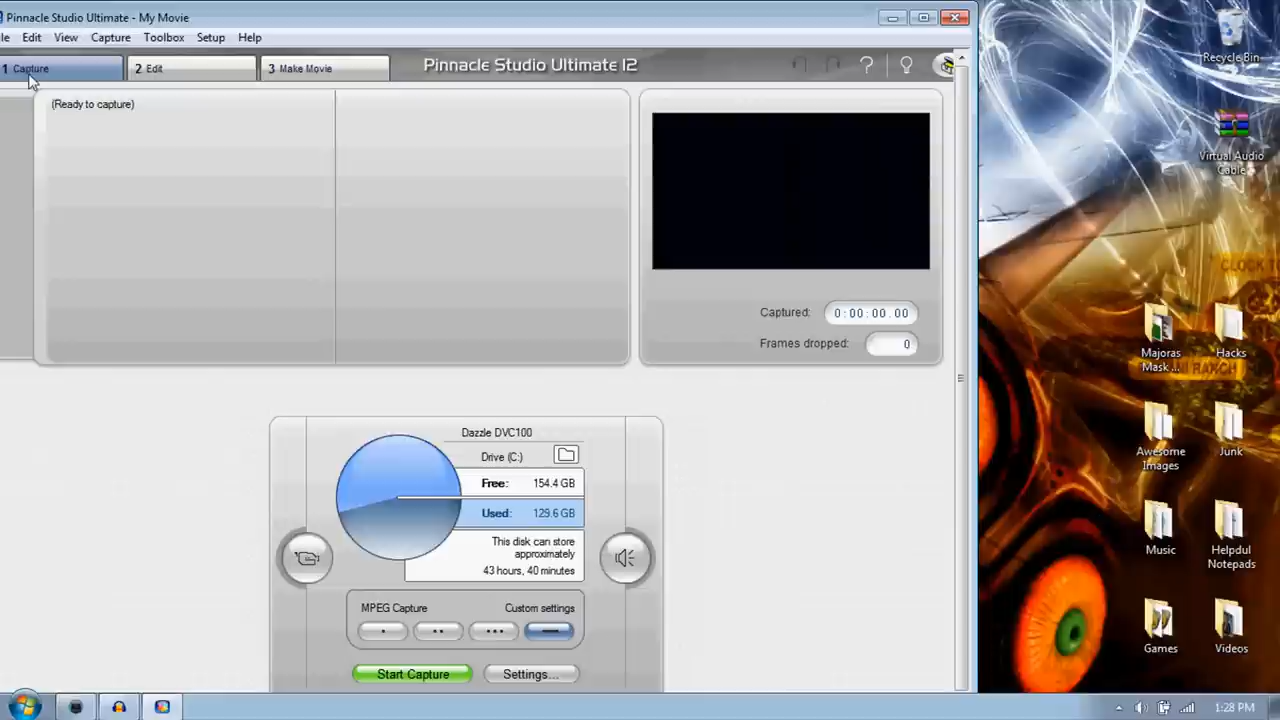 Pinnacle Studio Ultimate - My Movie
le Edit View Capture Toolbox Setup Help
1 Capture
2 Edit
3 Make Movie
Pinnacle Studio Ultimate 12
(Ready to capture)
Captured: 0:00:00.00
Frames dropped: 0
Dazzle DVC100
Drive (C:)
Free: 154.4 GB
Used: 129.6 GB
This disk can store
approximately
43 hours, 40 minutes
MPEG Capture
Custom settings
Start Capture
Settings...
Recycle Bin
Virtual Audio
Cable
CLOCK TO
Majoras
Mask ...
Hacks
RANCH
Awesome
Images
Junk
Music
Helpdul
Notepads
Games
Videos
1:28 PM